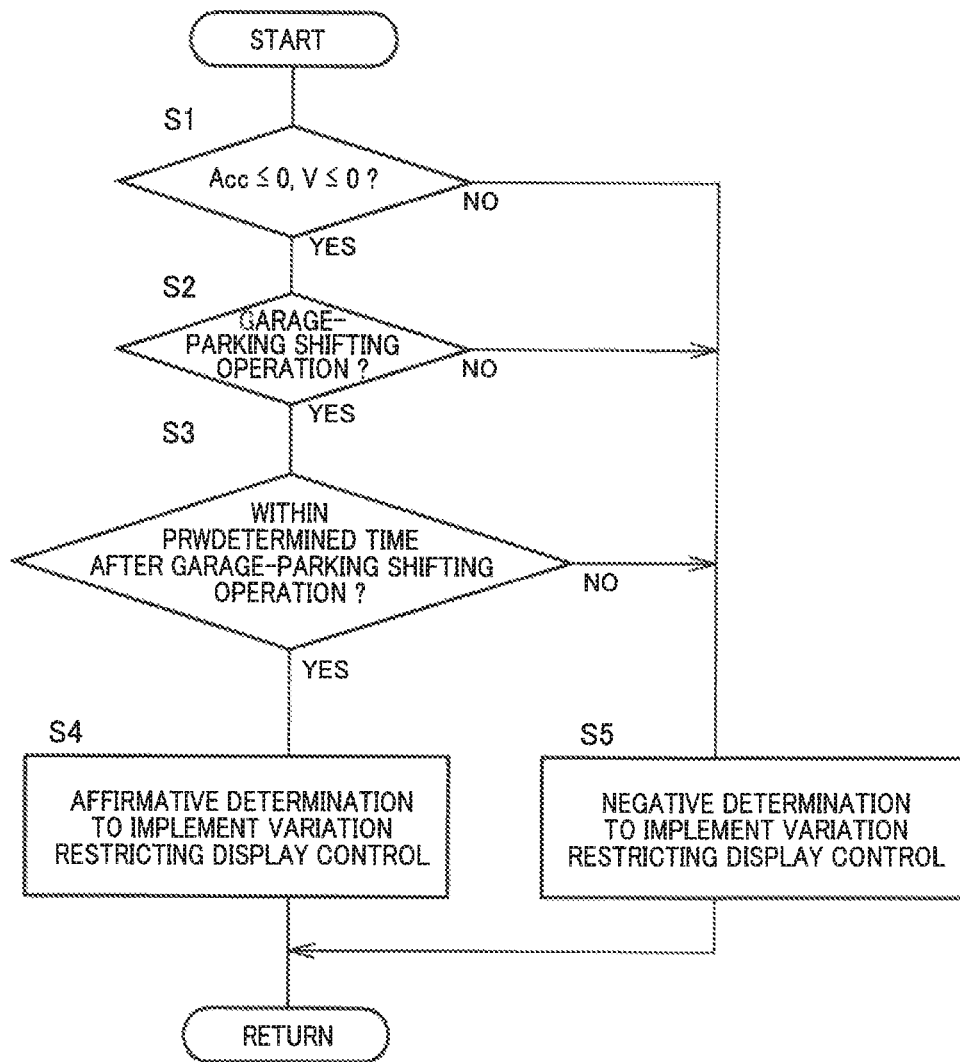 START
S1
Acc ≤ 0, V ≤ 0 ?
NO
YES
S2
GARAGE-
PARKING SHIFTING
OPERATION ?
NO
YES
S3
WITHIN
PRWDETERMINED TIME
AFTER GARAGE-PARKING SHIFTING
OPERATION ?
NO
YES
S4
AFFIRMATIVE DETERMINATION
TO IMPLEMENT VARIATION
RESTRICTING DISPLAY CONTROL
S5
NEGATIVE DETERMINATION
TO IMPLEMENT VARIATION
RESTRICTING DISPLAY CONTROL
RETURN